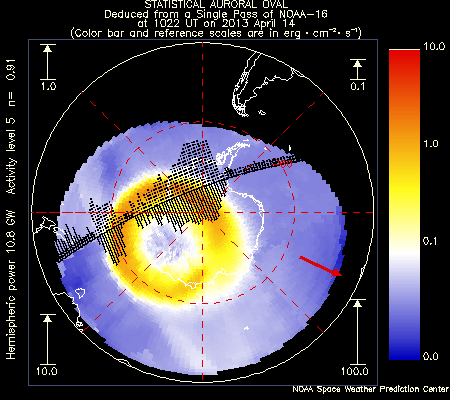 STATISTICAL AURORAL OVAL
Deduced from a Single Pass of NOAA-16
at 1022 UT on 2013 April 14
(Color bar and reference scales are in erg · cm⁻² · s⁻¹)
Hemispheric power 10.8 GW Activity level 5 n= 0.91
1.0
0.1
10.0
100.0
10.0
1.0
0.1
0.0
NOAA Space Weather Prediction Center